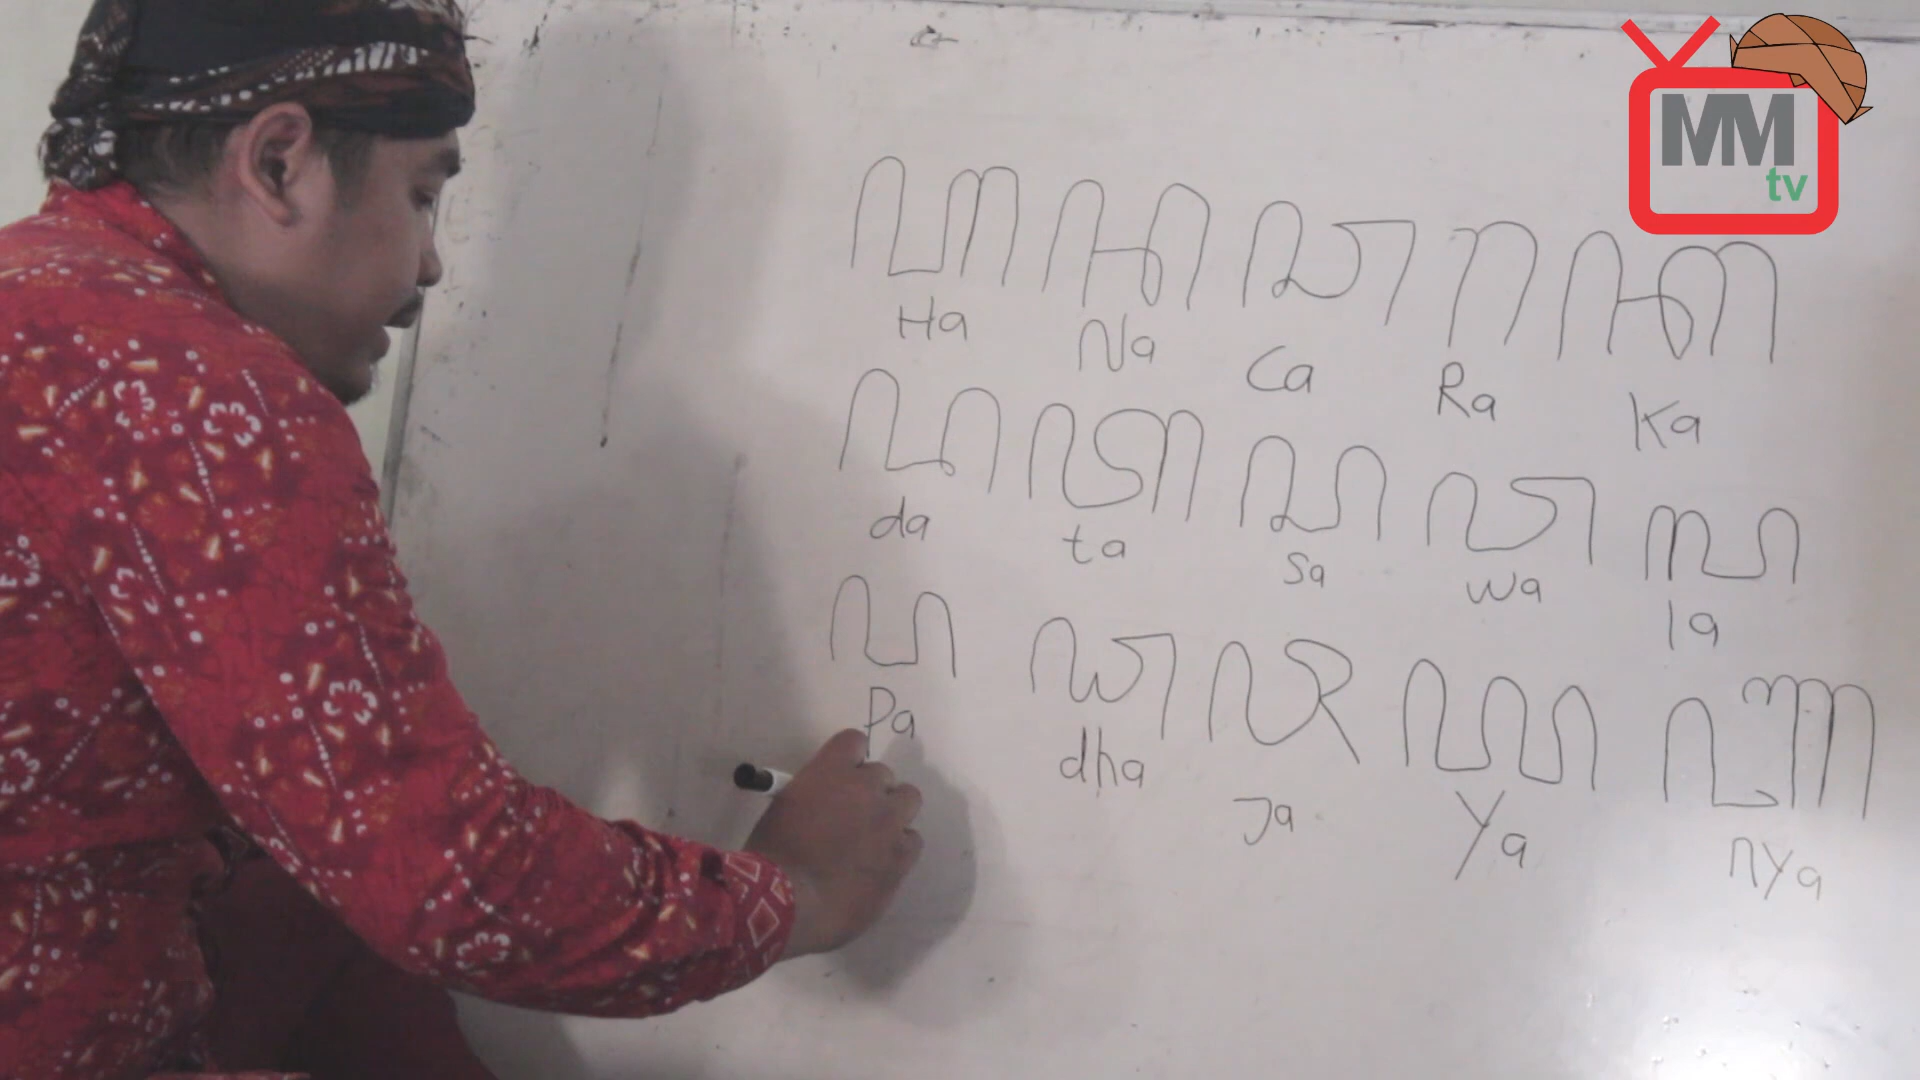 ꦲ ꦤ ꦕ ꦫ ꦏ
Ha Na Ca Ra Ka
ꦢ ꦠ ꦱ ꦮ ꦭ
da ta sa wa la
ꦥ ꦝ ꦗ ꦪ ꦚ
Pa dha Ja Ya nya
MM
tv